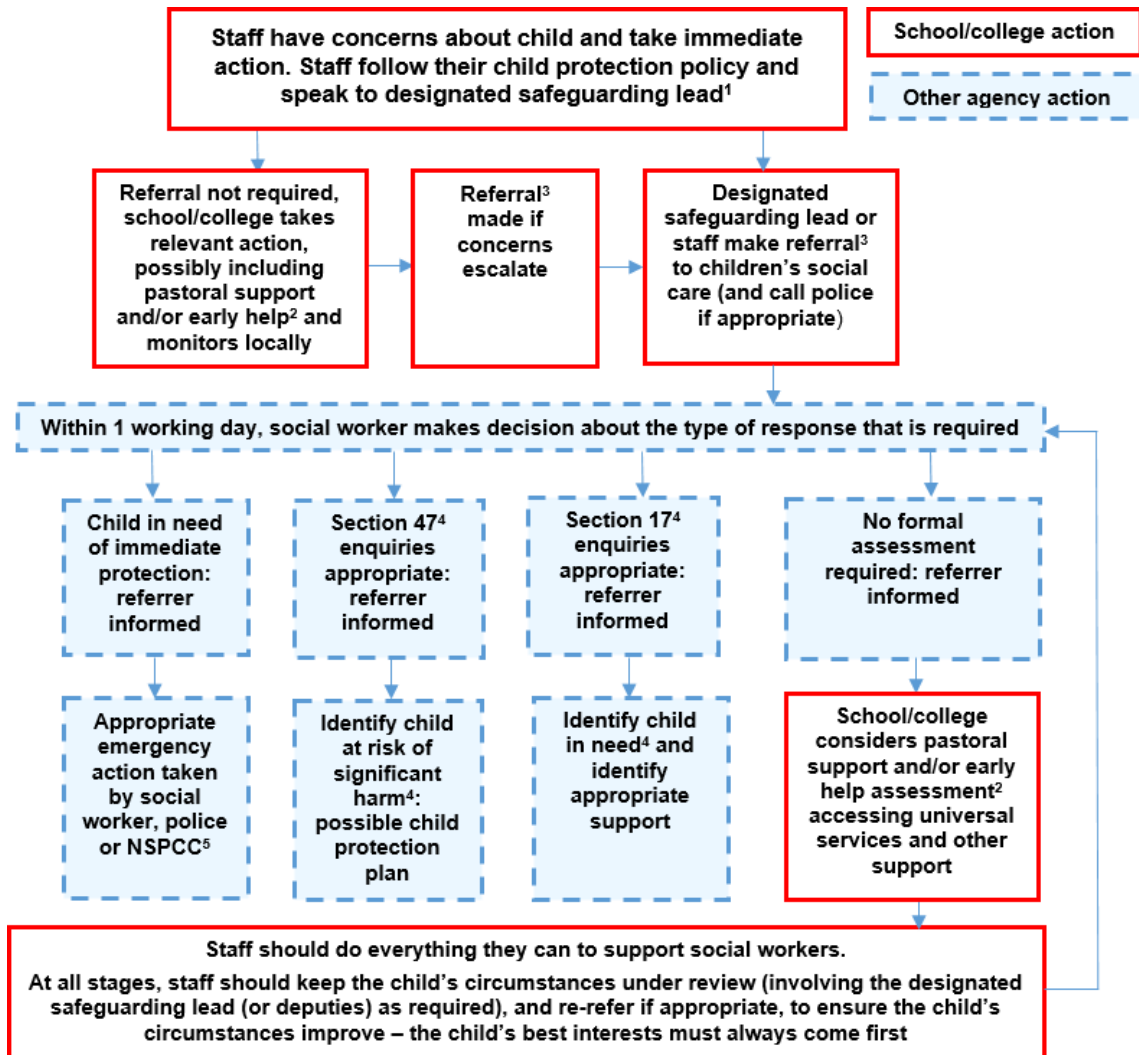 Staff have concerns about child and take immediate
action. Staff follow their child protection policy and
speak to designated safeguarding lead¹
School/college action
Other agency action
Referral not required,
school/college takes
relevant action,
possibly including
pastoral support
and/or early help² and
monitors locally
Referral³
made if
concerns
escalate
Designated
safeguarding lead or
staff make referral³
to children’s social
care (and call police
if appropriate)
Within 1 working day, social worker makes decision about the type of response that is required
Child in need
of immediate
protection:
referrer
informed
Section 47⁴
enquiries
appropriate:
referrer
informed
Section 17⁴
enquiries
appropriate:
referrer
informed
No formal
assessment
required: referrer
informed
Appropriate
emergency
action taken
by social
worker, police
or NSPCC⁵
Identify child
at risk of
significant
harm⁴:
possible child
protection
plan
Identify child
in need⁴ and
identify
appropriate
support
School/college
considers pastoral
support and/or early
help assessment²
accessing universal
services and other
support
Staff should do everything they can to support social workers.
At all stages, staff should keep the child’s circumstances under review (involving the designated
safeguarding lead (or deputies) as required), and re-refer if appropriate, to ensure the child’s
circumstances improve – the child’s best interests must always come first